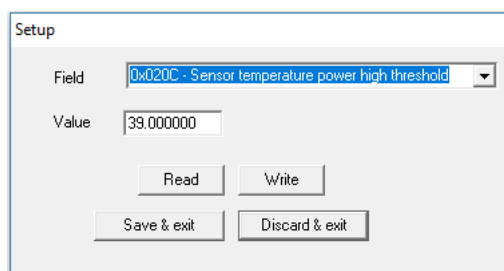 Setup
Field 0x020C - Sensor temperature power high threshold
Value 39.000000
Read Write
Save & exit Discard & exit